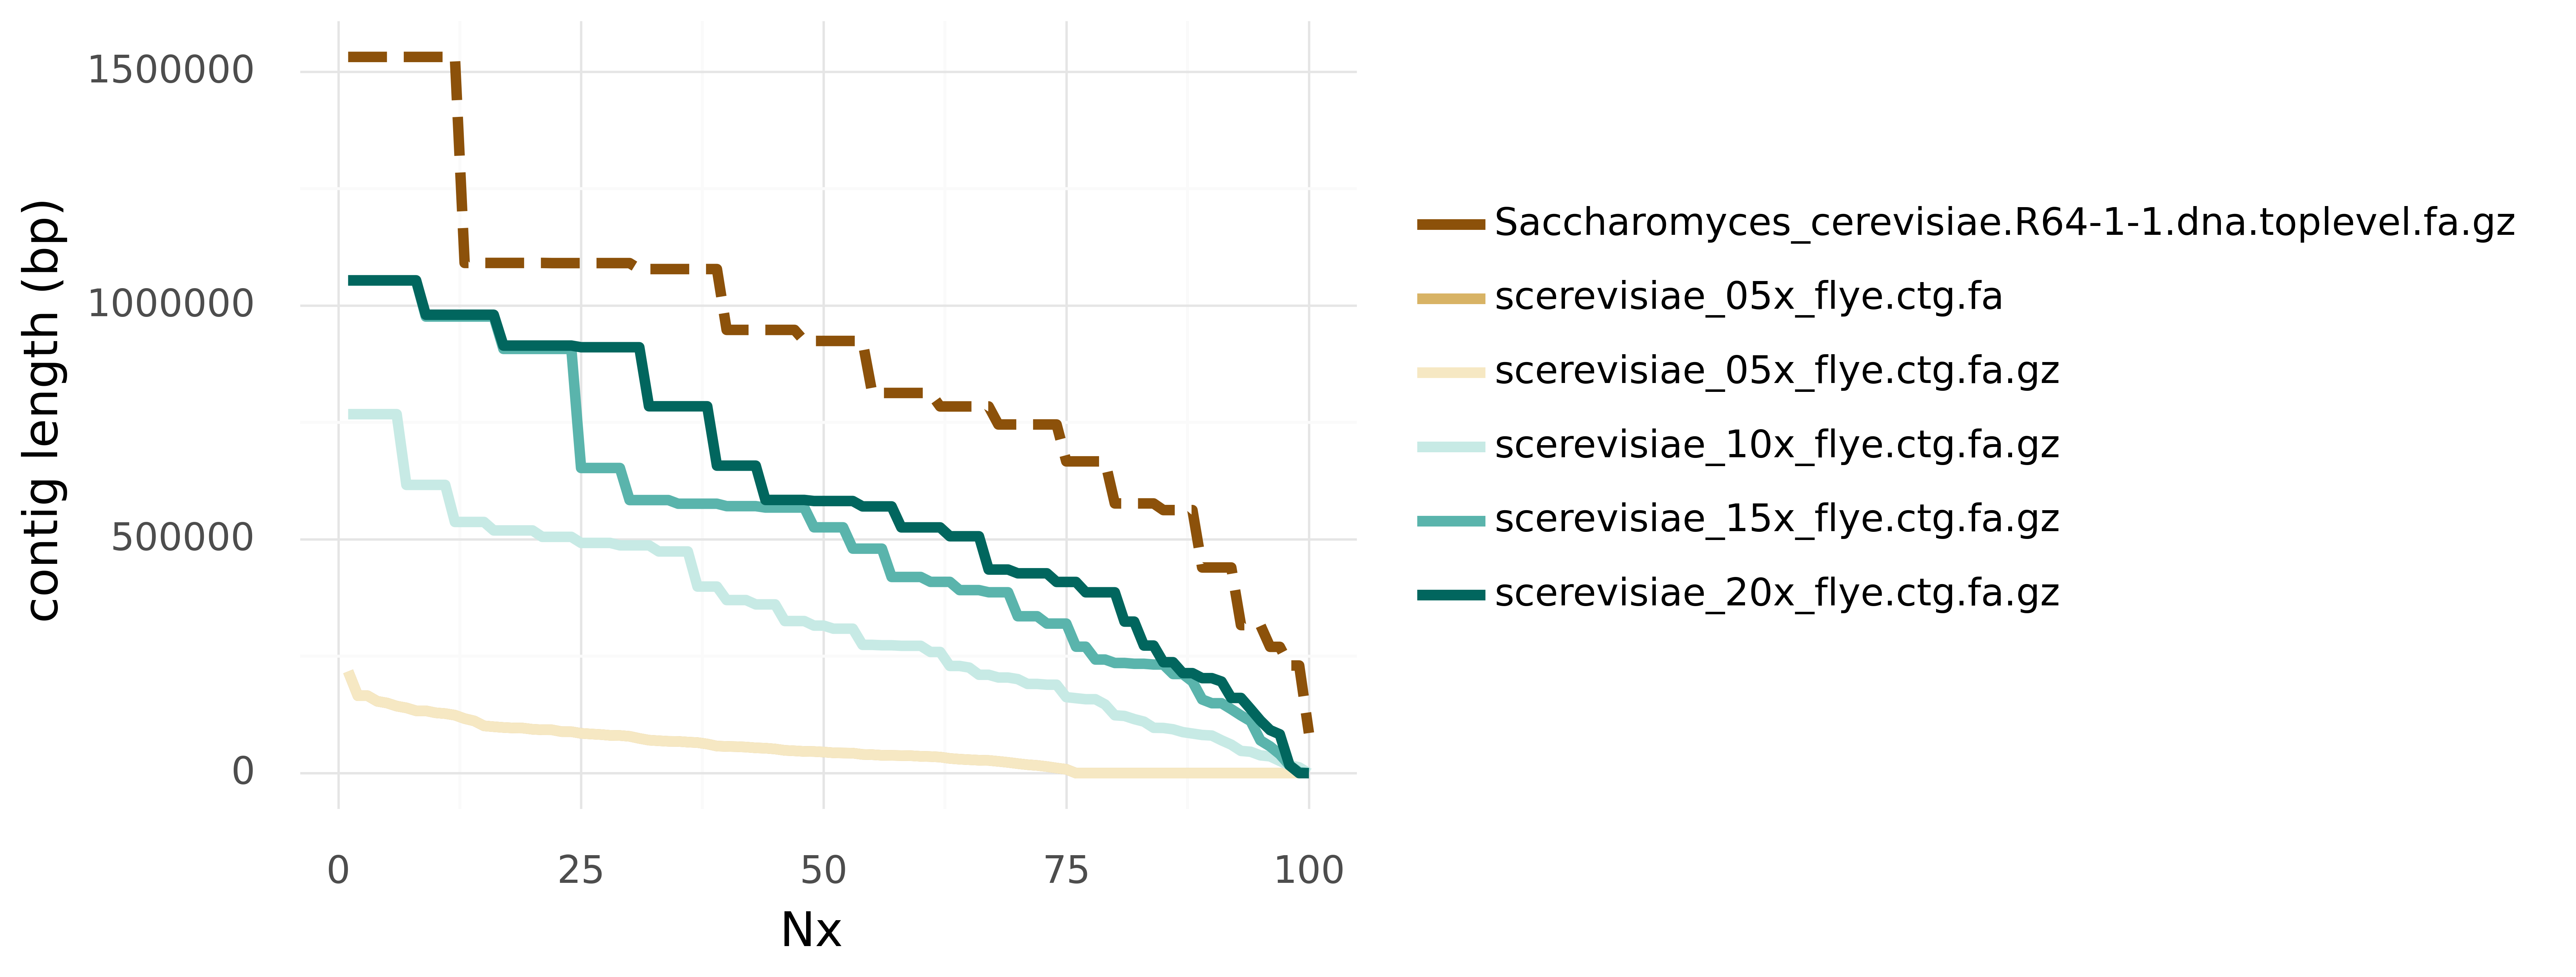 contig length (bp)
1500000
1000000
500000
0
0 25 50 75 100
Nx
Saccharomyces_cerevisiae.R64-1-1.dna.toplevel.fa.gz
scerevisiae_05x_flye.ctg.fa
scerevisiae_05x_flye.ctg.fa.gz
scerevisiae_10x_flye.ctg.fa.gz
scerevisiae_15x_flye.ctg.fa.gz
scerevisiae_20x_flye.ctg.fa.gz